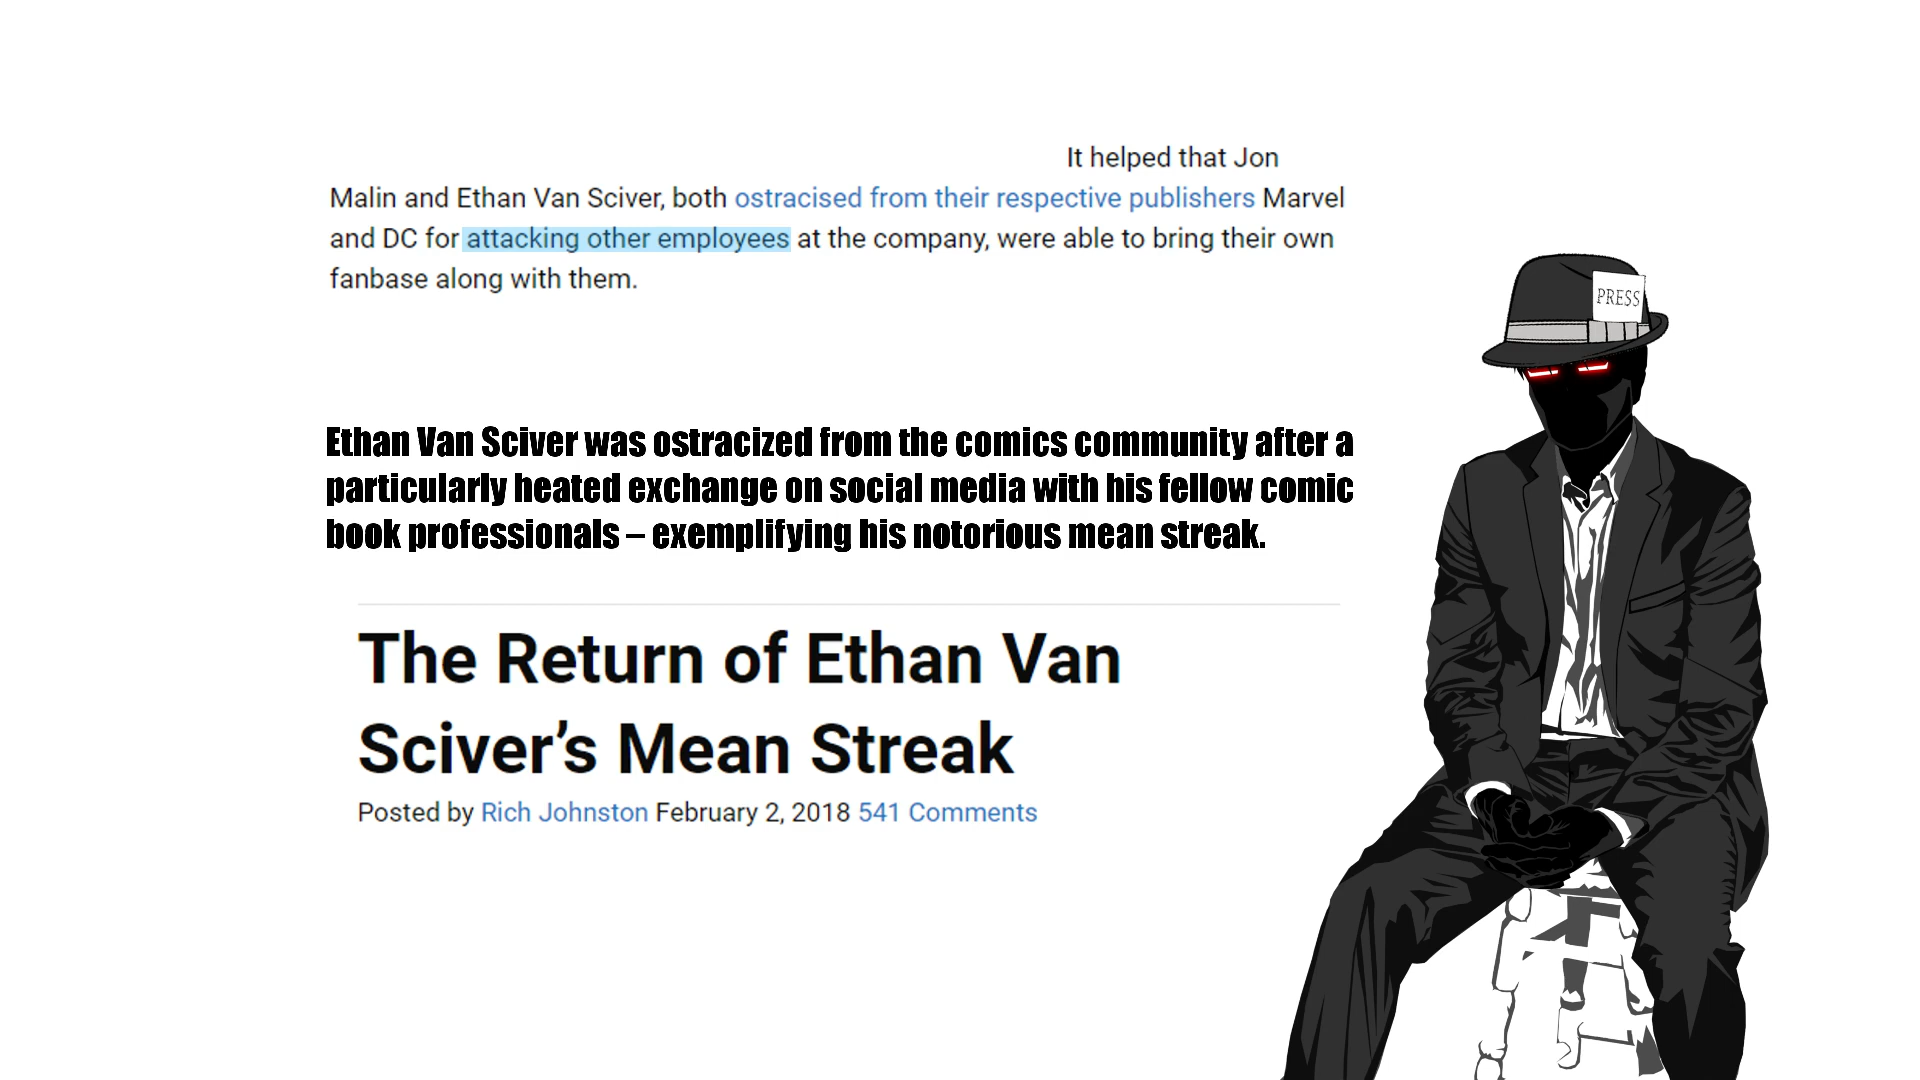 It helped that Jon
Malin and Ethan Van Sciver, both ostracised from their respective publishers Marvel
and DC for attacking other employees at the company, were able to bring their own
fanbase along with them.
PRESS
Ethan Van Sciver was ostracized from the comics community after a
particularly heated exchange on social media with his fellow comic
book professionals – exemplifying his notorious mean streak.
The Return of Ethan Van
Sciver’s Mean Streak
Posted by Rich Johnston February 2, 2018 541 Comments